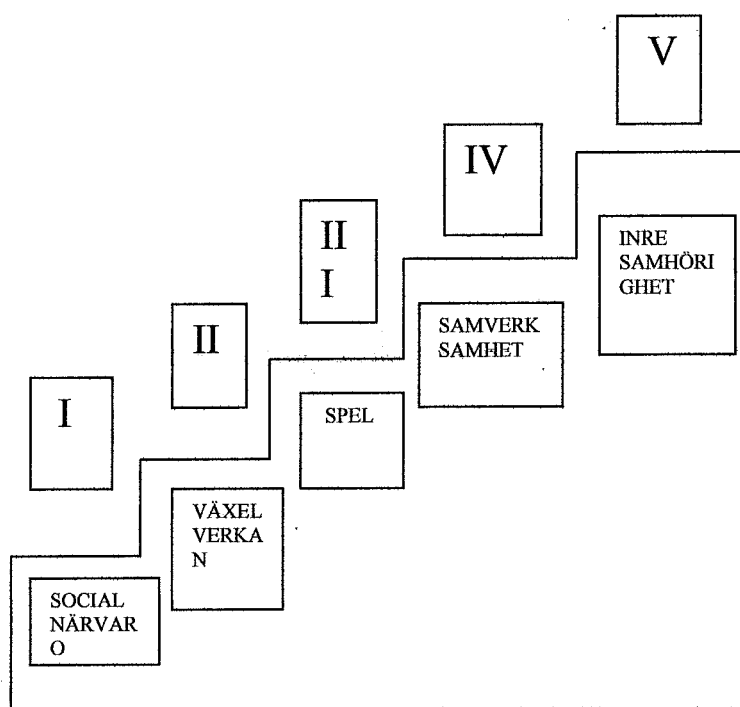 V
IV
II
I
II
I
INRE
SAMHÖRI
GHET
SAMVERK
SAMHET
SPEL
VÄXEL
VERKA
N
SOCIAL
NÄRVAR
O